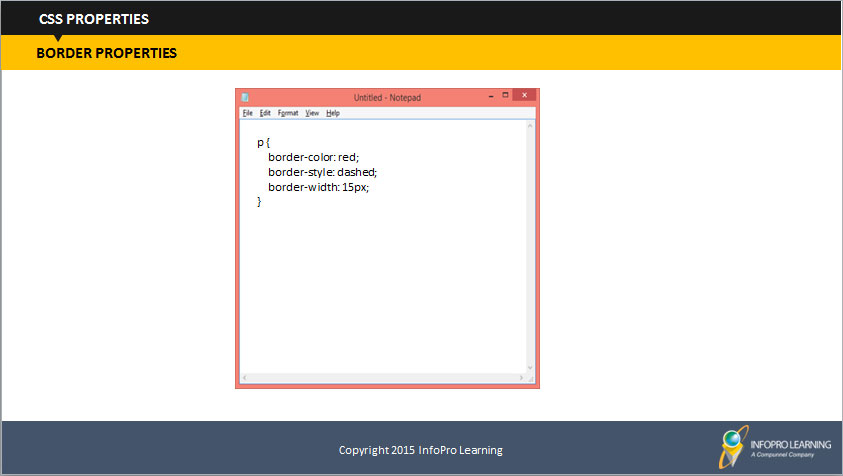 CSS PROPERTIES
BORDER PROPERTIES
Untitled - Notepad
File Edit Format View Help
p {
border-color: red;
border-style: dashed;
border-width: 15px;
}
Copyright 2015 InfoPro Learning
INFOPRO LEARNING
A Compunnel Company